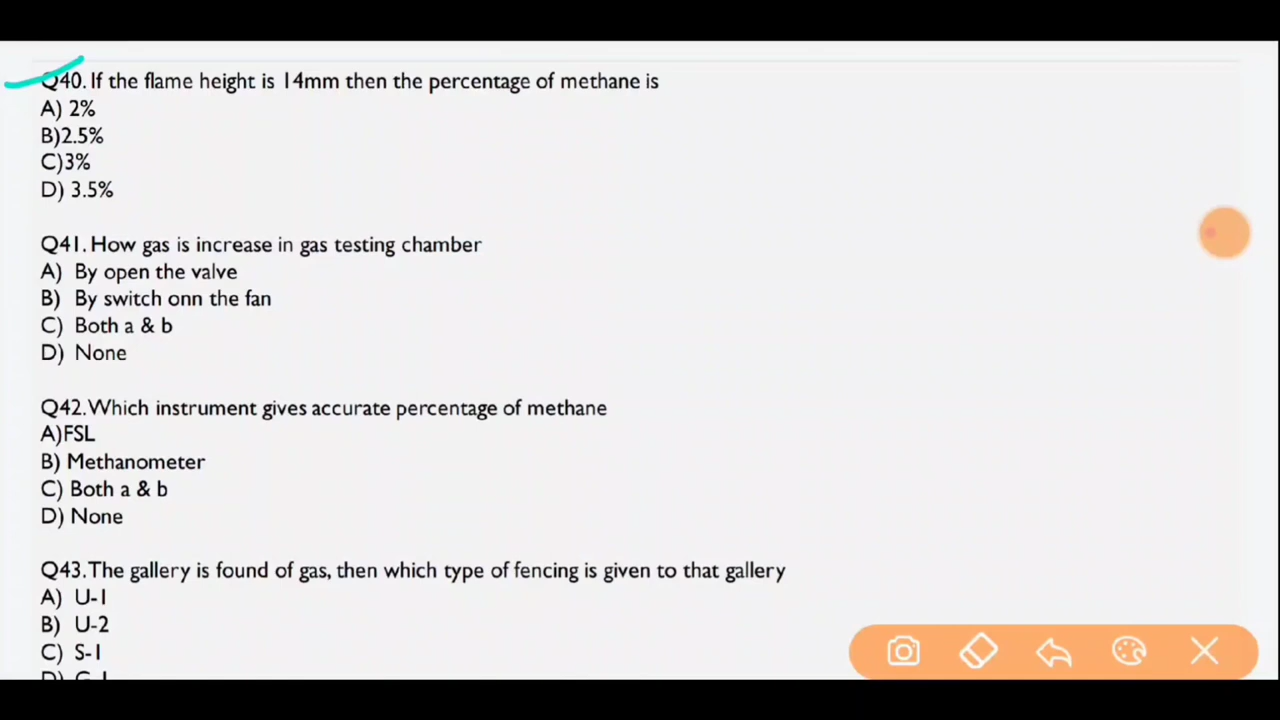 Q40. If the flame height is 14mm then the percentage of methane is
A) 2%
B)2.5%
C)3%
D) 3.5%
Q41. How gas is increase in gas testing chamber
A) By open the valve
B) By switch onn the fan
C) Both a & b
D) None
Q42.Which instrument gives accurate percentage of methane
A)FSL
B) Methanometer
C) Both a & b
D) None
Q43.The gallery is found of gas, then which type of fencing is given to that gallery
A) U-1
B) U-2
C) S-1